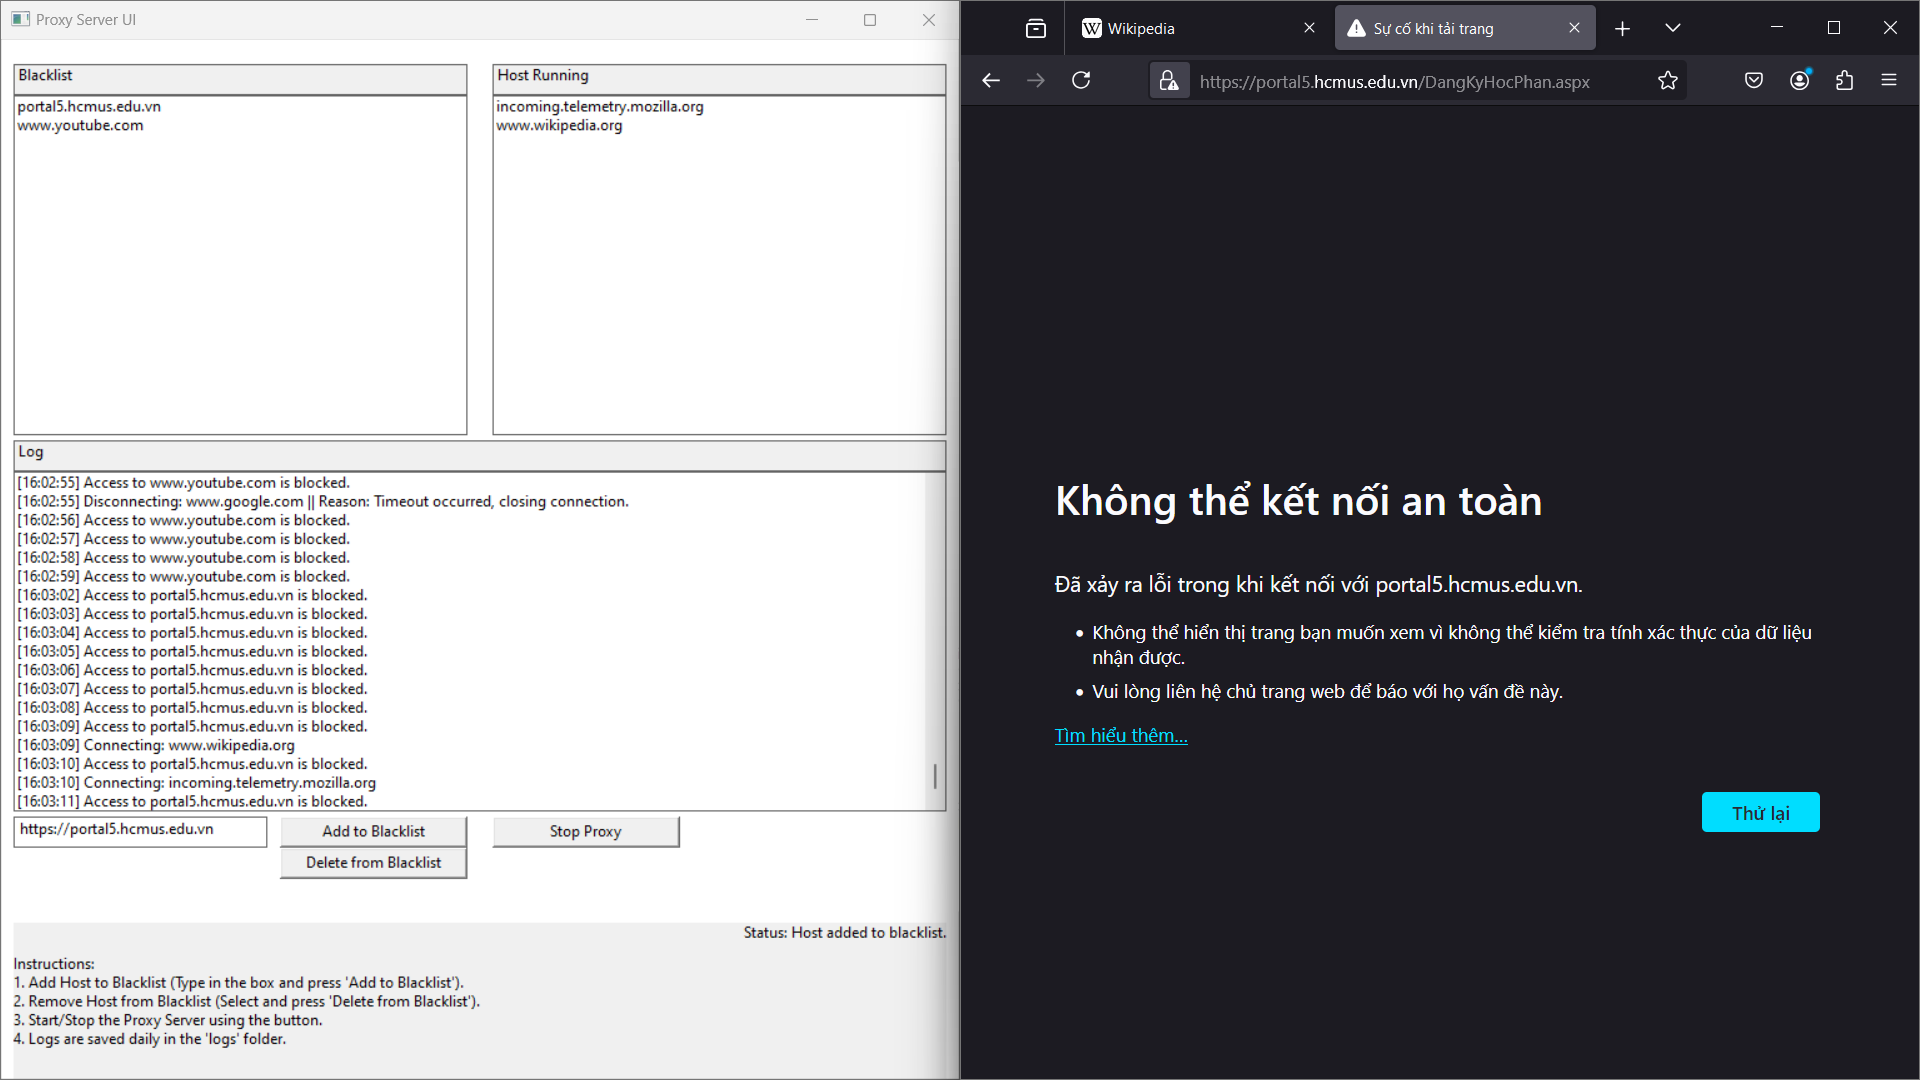 Proxy Server UI
Blacklist
portal5.hcmus.edu.vn
www.youtube.com
Host Running
incoming.telemetry.mozilla.org
www.wikipedia.org
Log
[16:02:55] Access to www.youtube.com is blocked.
[16:02:55] Disconnecting: www.google.com || Reason: Timeout occurred, closing connection.
[16:02:56] Access to www.youtube.com is blocked.
[16:02:57] Access to www.youtube.com is blocked.
[16:02:58] Access to www.youtube.com is blocked.
[16:02:59] Access to www.youtube.com is blocked.
[16:03:02] Access to portal5.hcmus.edu.vn is blocked.
[16:03:03] Access to portal5.hcmus.edu.vn is blocked.
[16:03:04] Access to portal5.hcmus.edu.vn is blocked.
[16:03:05] Access to portal5.hcmus.edu.vn is blocked.
[16:03:06] Access to portal5.hcmus.edu.vn is blocked.
[16:03:07] Access to portal5.hcmus.edu.vn is blocked.
[16:03:08] Access to portal5.hcmus.edu.vn is blocked.
[16:03:09] Access to portal5.hcmus.edu.vn is blocked.
[16:03:09] Connecting: www.wikipedia.org
[16:03:10] Access to portal5.hcmus.edu.vn is blocked.
[16:03:10] Connecting: incoming.telemetry.mozilla.org
[16:03:11] Access to portal5.hcmus.edu.vn is blocked.
https://portal5.hcmus.edu.vn
Add to Blacklist
Stop Proxy
Delete from Blacklist
Status: Host added to blacklist.
Instructions:
1. Add Host to Blacklist (Type in the box and press 'Add to Blacklist').
2. Remove Host from Blacklist (Select and press 'Delete from Blacklist').
3. Start/Stop the Proxy Server using the button.
4. Logs are saved daily in the 'logs' folder.
W Wikipedia
Sự cố khi tải trang
https://portal5.hcmus.edu.vn/DangKyHocPhan.aspx
Không thể kết nối an toàn
Đã xảy ra lỗi trong khi kết nối với portal5.hcmus.edu.vn.
• Không thể hiển thị trang bạn muốn xem vì không thể kiểm tra tính xác thực của dữ liệu
nhận được.
• Vui lòng liên hệ chủ trang web để báo với họ vấn đề này.
Tìm hiểu thêm...
Thử lại